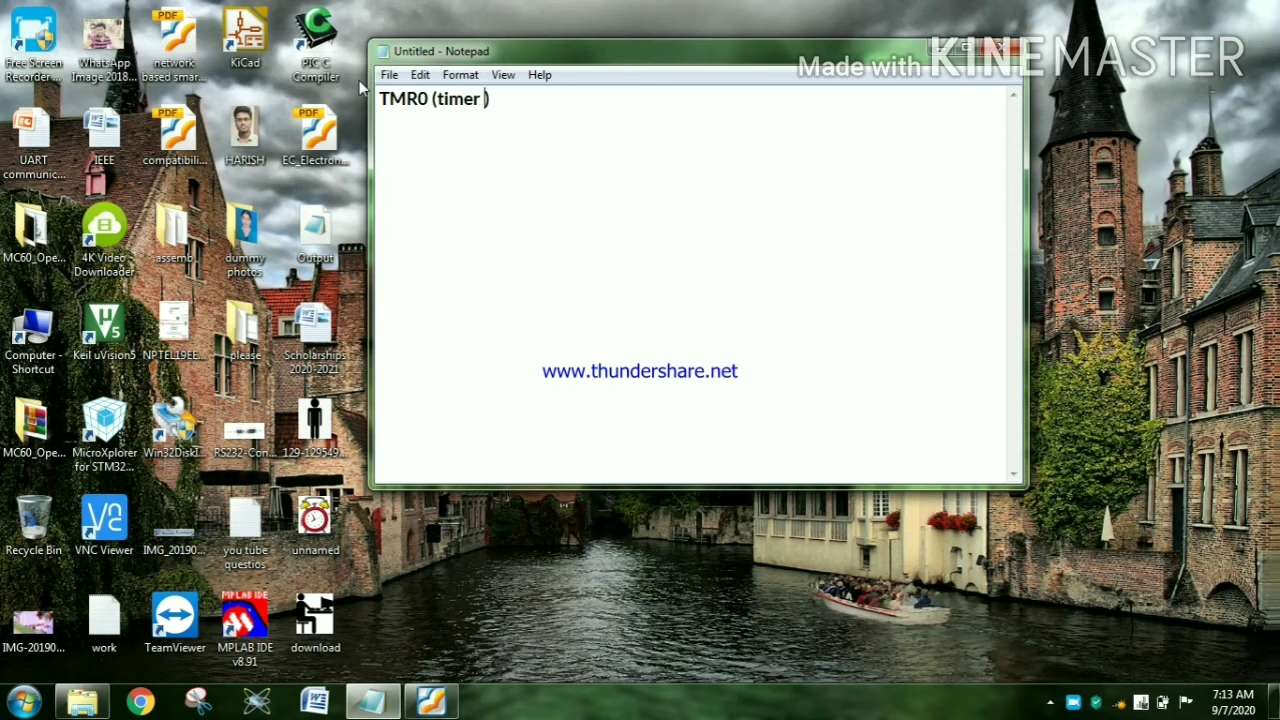 Untitled - Notepad
Made with KINEMASTER
File Edit Format View Help
TMR0 (timer )
www.thundershare.net
Free Screen Recorder ...
WhatsApp Image 2018...
network based smar...
KiCad
PIC C Compiler
UART communic...
IEEE
compatibili...
HARISH
EC_Electron...
MC60_Ope...
4K Video Downloader
assemb
dummy photos
Output
Computer - Shortcut
Keil uVision5
NPTEL19EE...
please
Scholarships 2020-2021
MC60_Ope...
MicroXplorer for STM32...
Win32DiskI...
RS232-Con...
129-129549...
Recycle Bin
VNC Viewer
IMG_20190...
you tube questios
unnamed
IMG-20190...
work
TeamViewer
MPLAB IDE v8.91
download
7:13 AM
9/7/2020